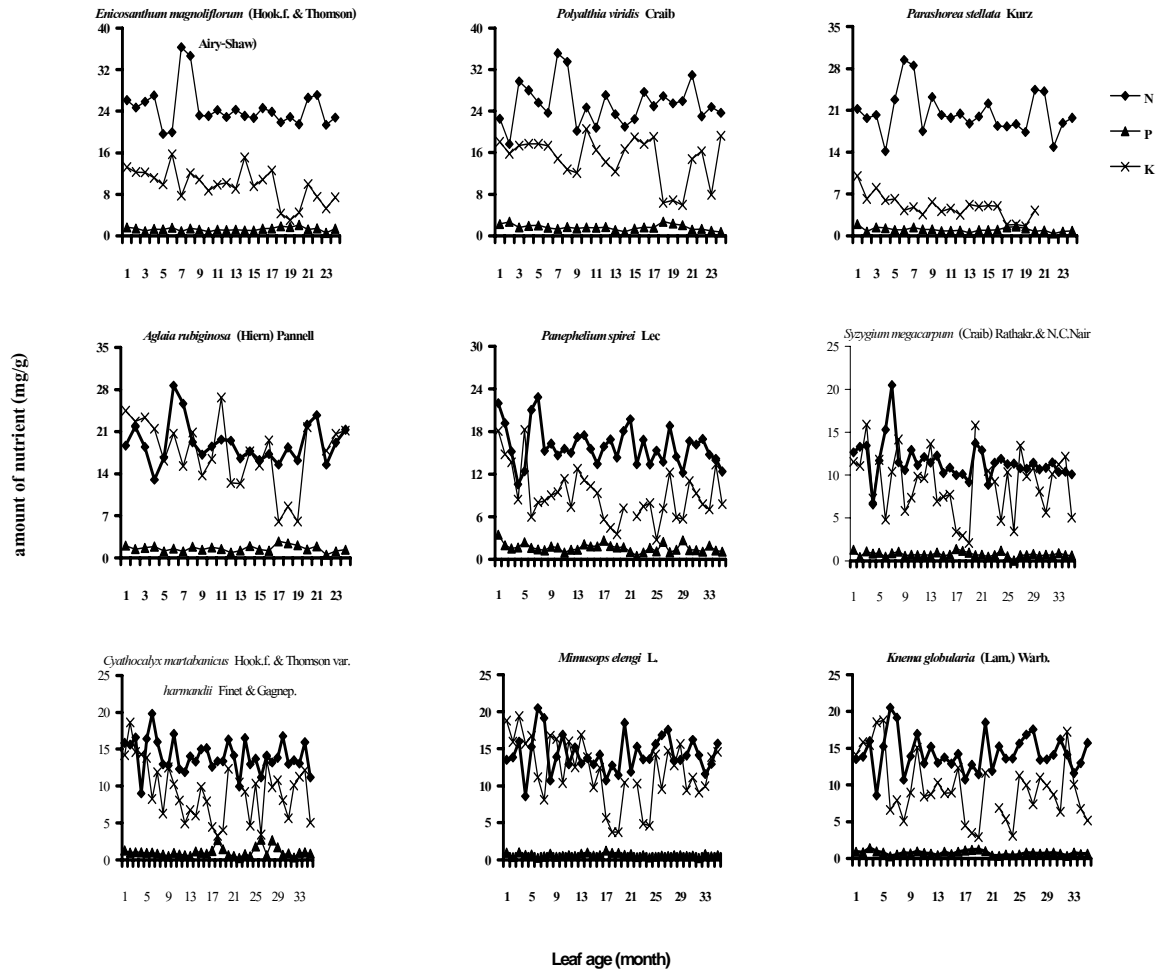 Enicosanthum magnoliflorum (Hook.f. & Thomson)
Airy-Shaw)
40
32
24
16
8
0
1 3 5 7 9 11 13 15 17 19 21 23
Polyalthia viridis Craib
40
32
24
16
8
0
1 3 5 7 9 11 13 15 17 19 21 23
Parashorea stellata Kurz
35
28
21
14
7
0
1 3 5 7 9 11 13 15 17 19 21 23
N
P
K
amount of nutrient (mg/g)
Aglaia rubiginosa (Hiern) Pannell
35
28
21
14
7
0
1 3 5 7 9 11 13 15 17 19 21 23
Panephelium spirei Lec
30
24
18
12
6
0
1 5 9 13 17 21 25 29 33
Syzygium megacarpum (Craib) Rathakr.& N.C.Nair
25
20
15
10
5
0
1 5 9 13 17 21 25 29 33
Cyathocalyx martabanicus Hook.f. & Thomson var.
harmandii Finet & Gagnep.
25
20
15
10
5
0
1 5 9 13 17 21 25 29 33
Mimusops elengi L.
25
20
15
10
5
0
1 5 9 13 17 21 25 29 33
Knema globularia (Lam.) Warb.
25
20
15
10
5
0
1 5 9 13 17 21 25 29 33
Leaf age (month)